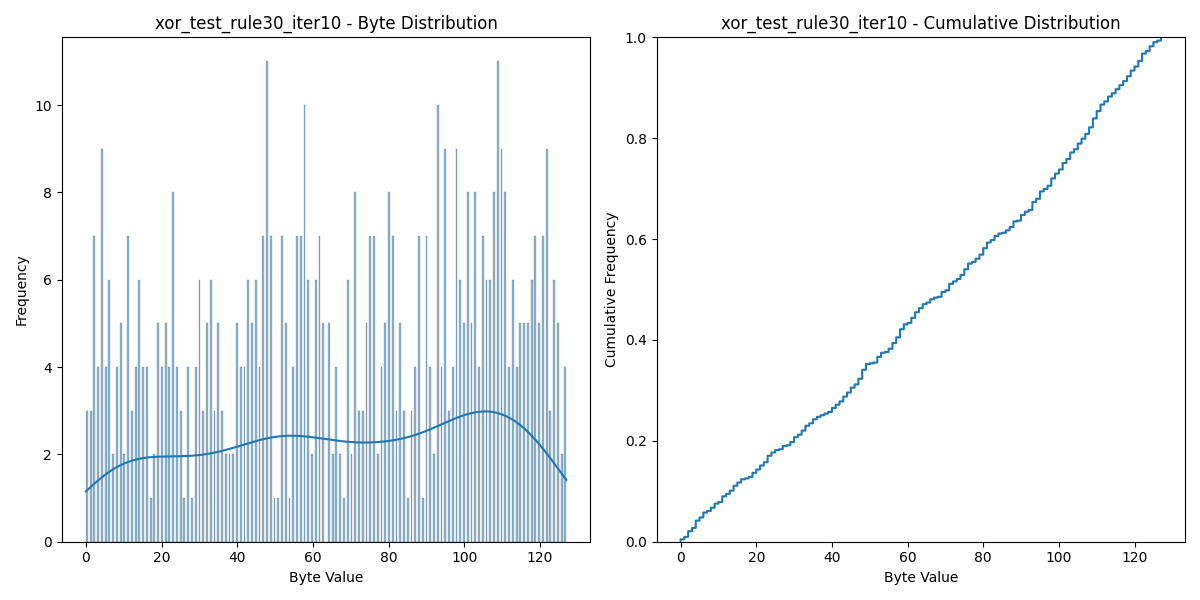 xor_test_rule30_iter10 - Byte Distribution
Frequency
10
8
6
4
2
0
0 20 40 60 80 100 120
Byte Value
xor_test_rule30_iter10 - Cumulative Distribution
Cumulative Frequency
1.0
0.8
0.6
0.4
0.2
0.0
0 20 40 60 80 100 120
Byte Value